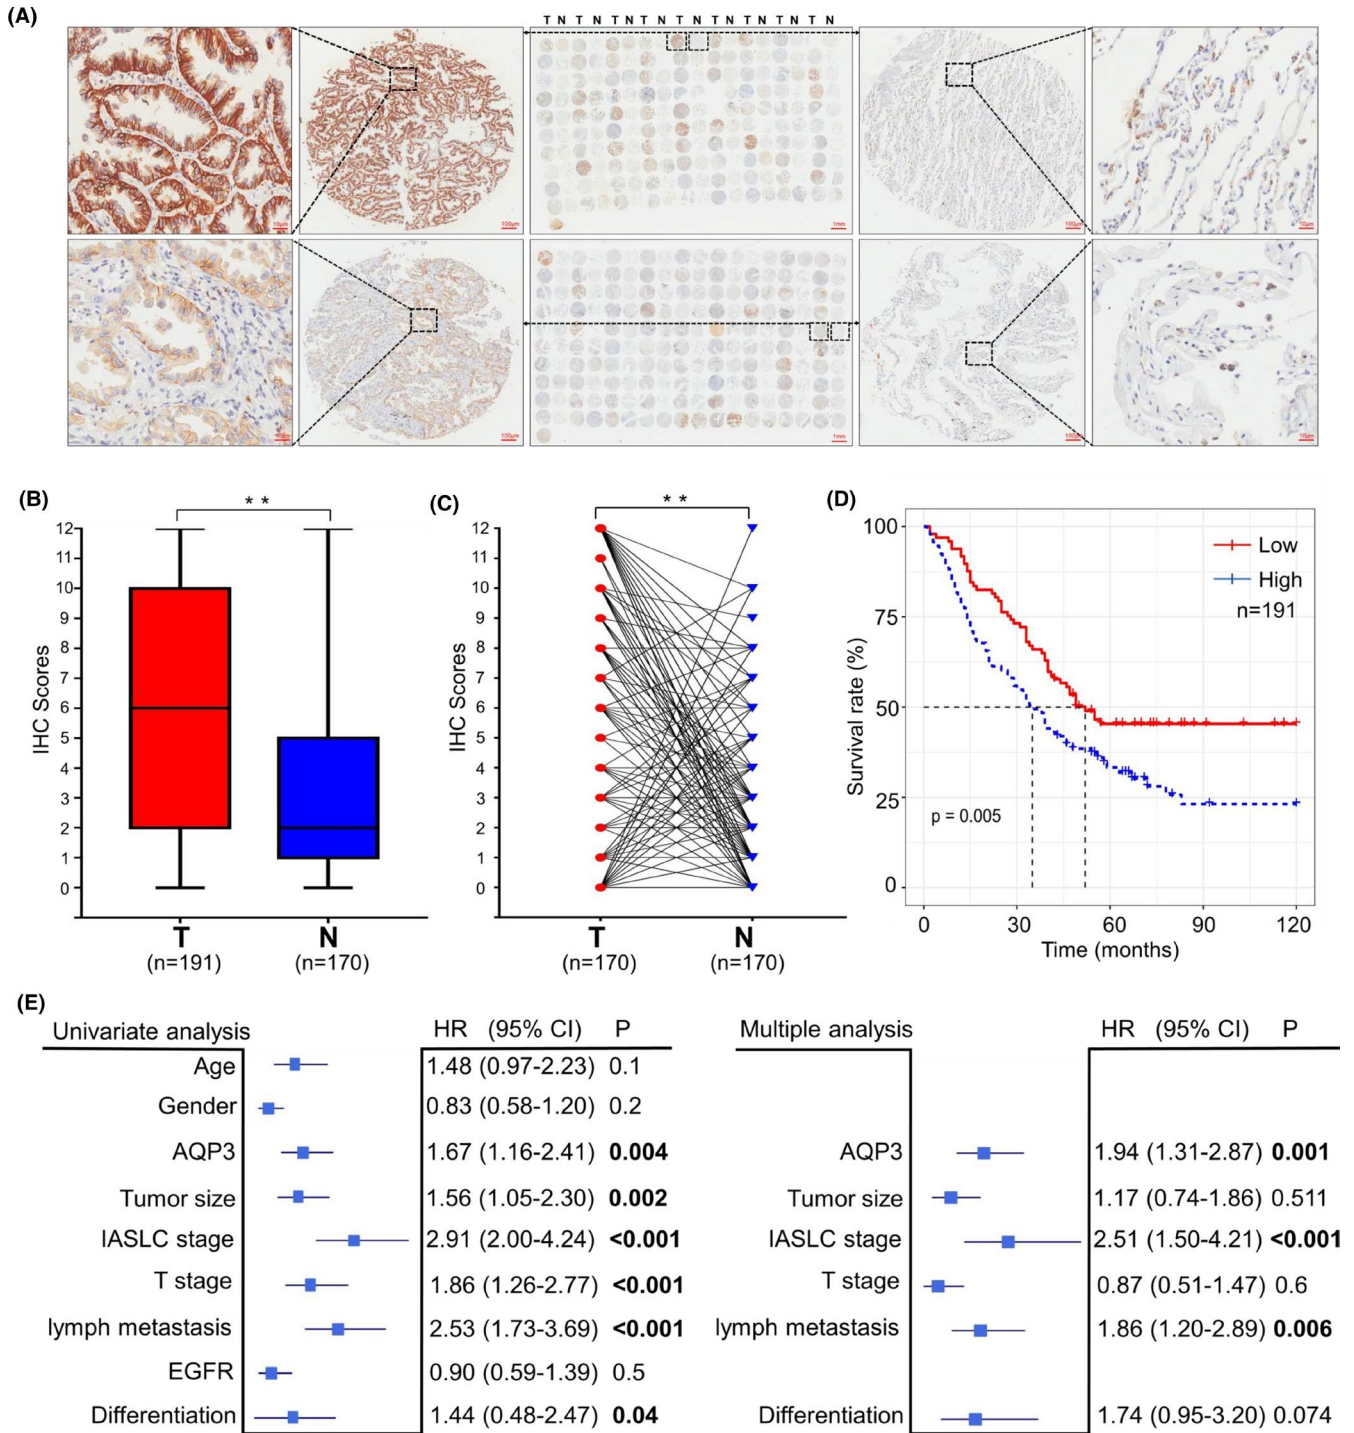 (A)
T N T N T N T N T N T N T N T N T N
10μm 100μm 1mm 100μm 10μm
10μm 100μm 1mm 100μm 10μm
(B)
* *
IHC Scores
12
11
10
9
8
7
6
5
4
3
2
1
0
T N
(n=191) (n=170)
(C)
* *
IHC Scores
12
11
10
9
8
7
6
5
4
3
2
1
0
T N
(n=170) (n=170)
(D)
Survival rate (%)
100
75
50
25
0
Low
High
n=191
p = 0.005
0 30 60 90 120
Time (months)
(E)
Univariate analysis HR (95% CI) P
Age 1.48 (0.97-2.23) 0.1
Gender 0.83 (0.58-1.20) 0.2
AQP3 1.67 (1.16-2.41) 0.004
Tumor size 1.56 (1.05-2.30) 0.002
IASLC stage 2.91 (2.00-4.24) <0.001
T stage 1.86 (1.26-2.77) <0.001
lymph metastasis 2.53 (1.73-3.69) <0.001
EGFR 0.90 (0.59-1.39) 0.5
Differentiation 1.44 (0.48-2.47) 0.04
Multiple analysis HR (95% CI) P
AQP3 1.94 (1.31-2.87) 0.001
Tumor size 1.17 (0.74-1.86) 0.511
IASLC stage 2.51 (1.50-4.21) <0.001
T stage 0.87 (0.51-1.47) 0.6
lymph metastasis 1.86 (1.20-2.89) 0.006
Differentiation 1.74 (0.95-3.20) 0.074